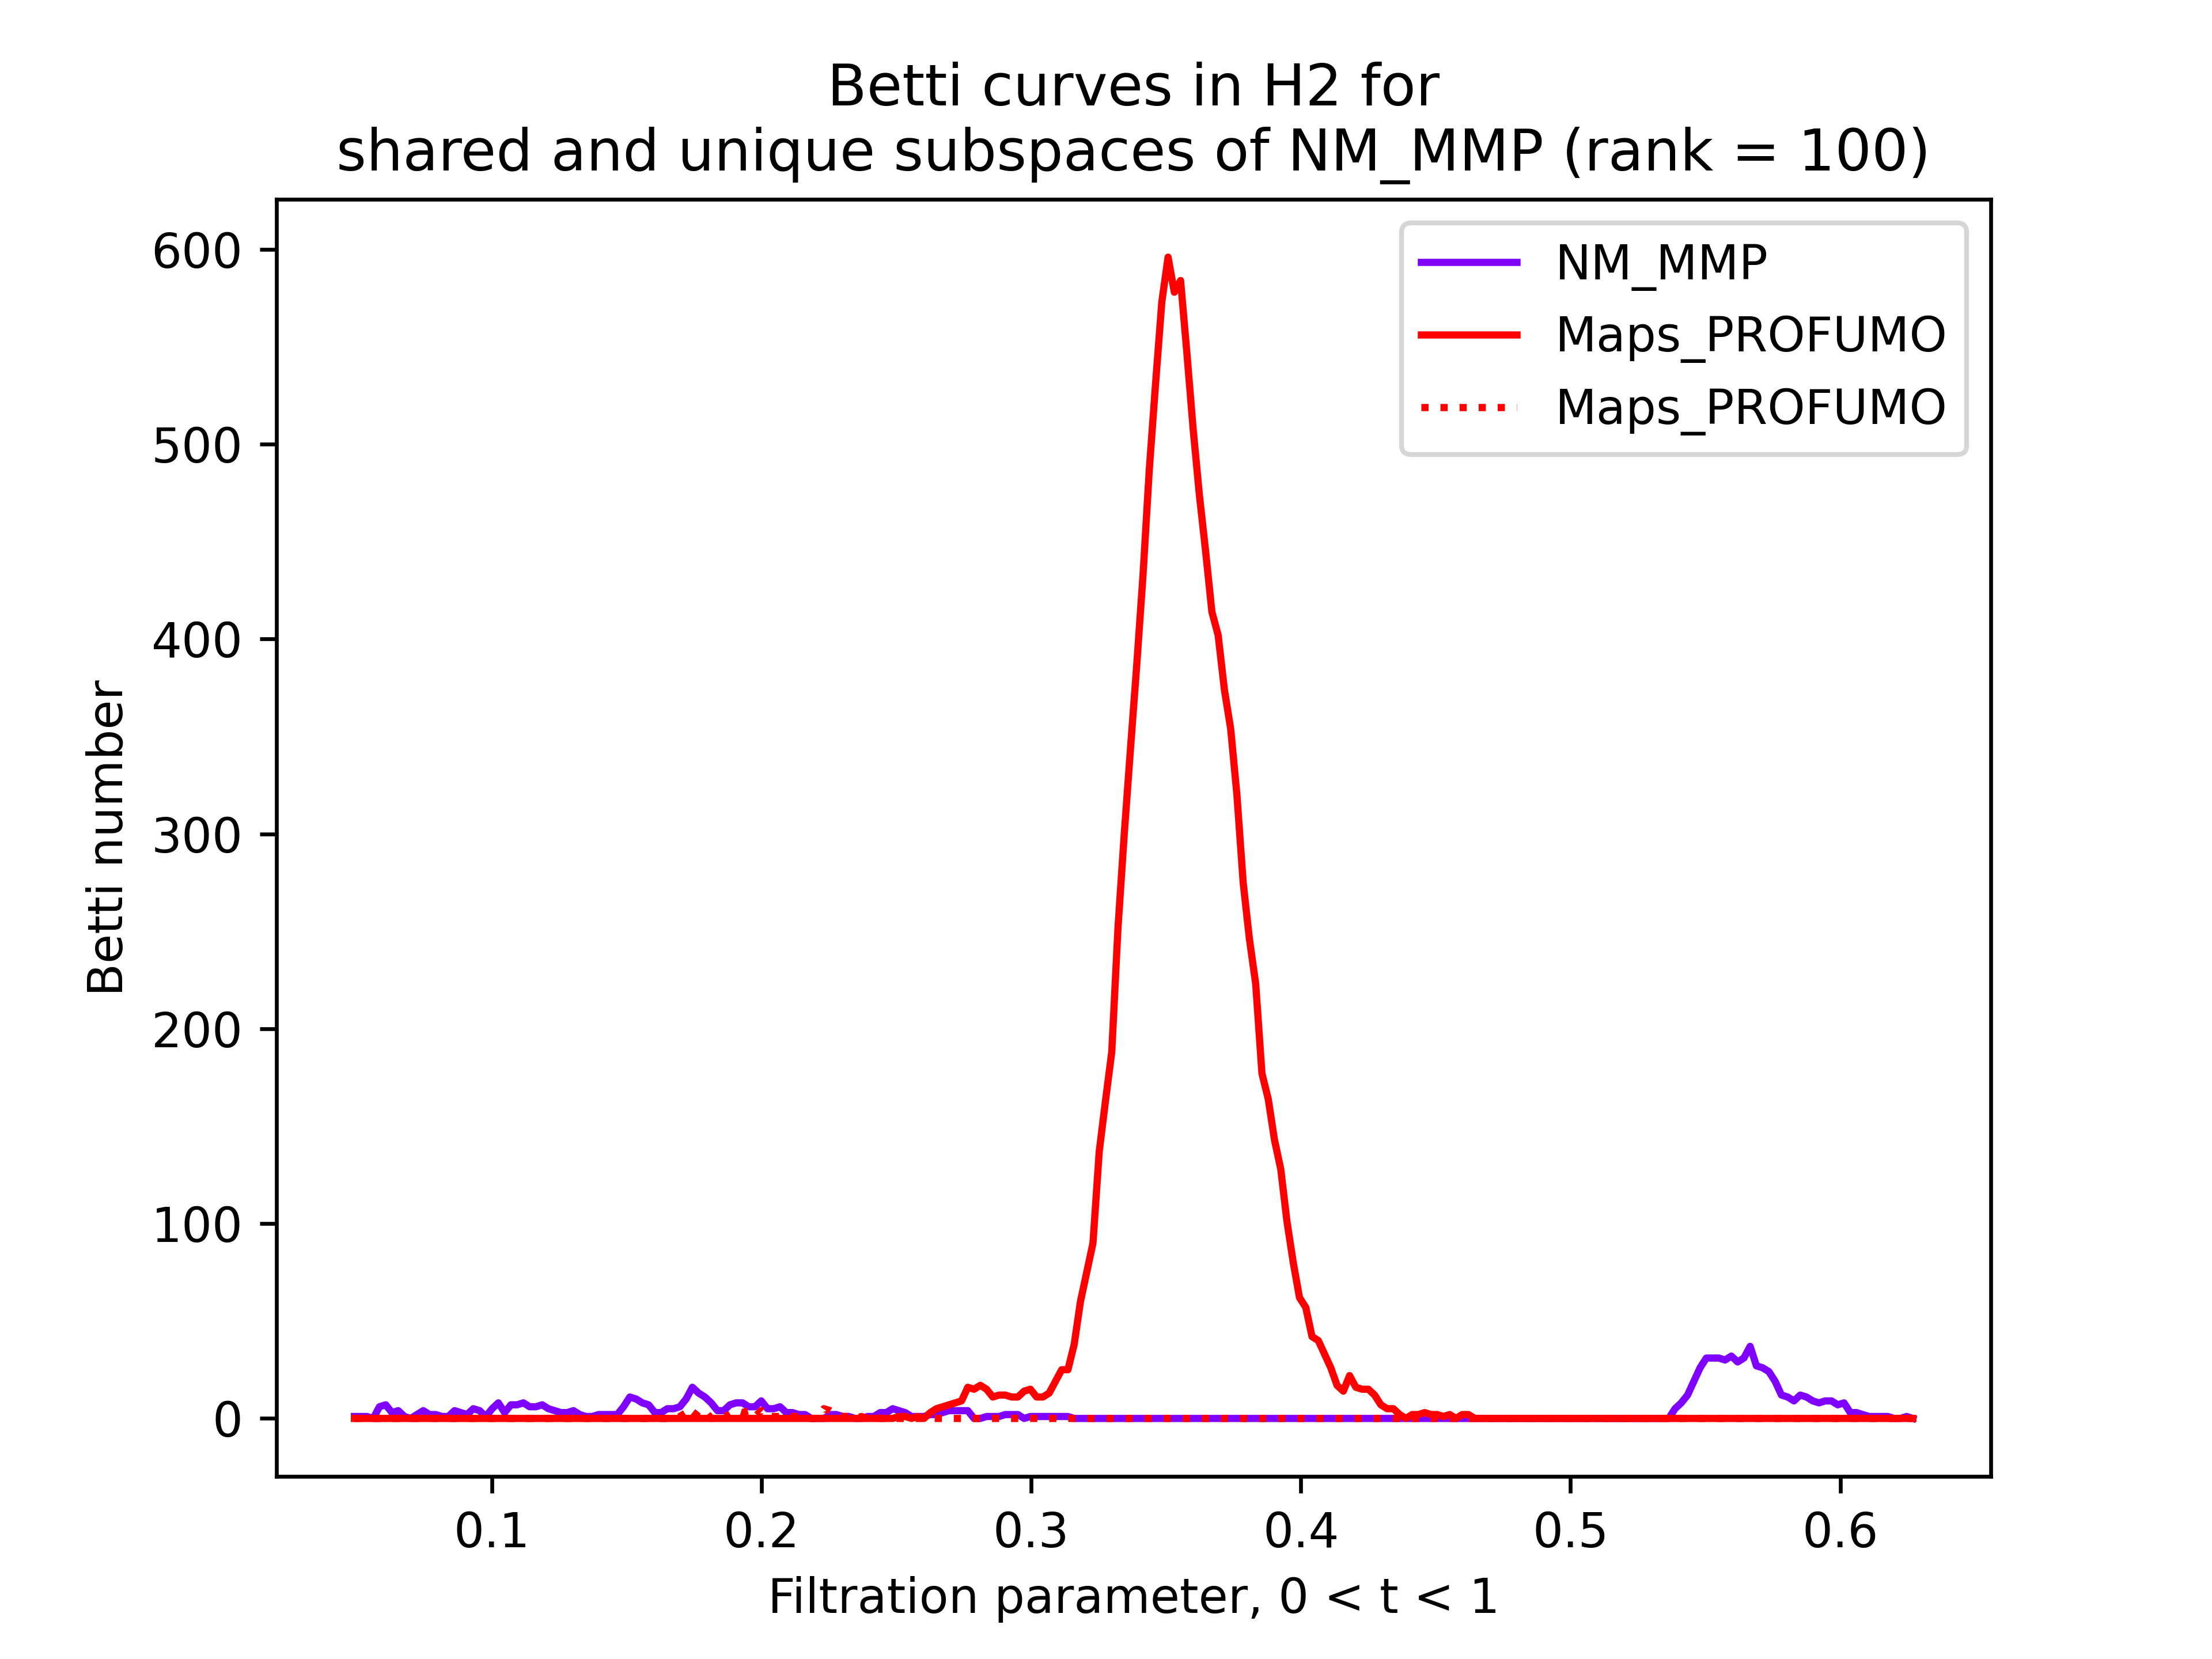 Betti curves in H2 for
shared and unique subspaces of NM_MMP (rank = 100)
NM_MMP
Maps_PROFUMO
Maps_PROFUMO
600
500
400
300
200
100
0
Betti number
0.1 0.2 0.3 0.4 0.5 0.6
Filtration parameter, 0 < t < 1